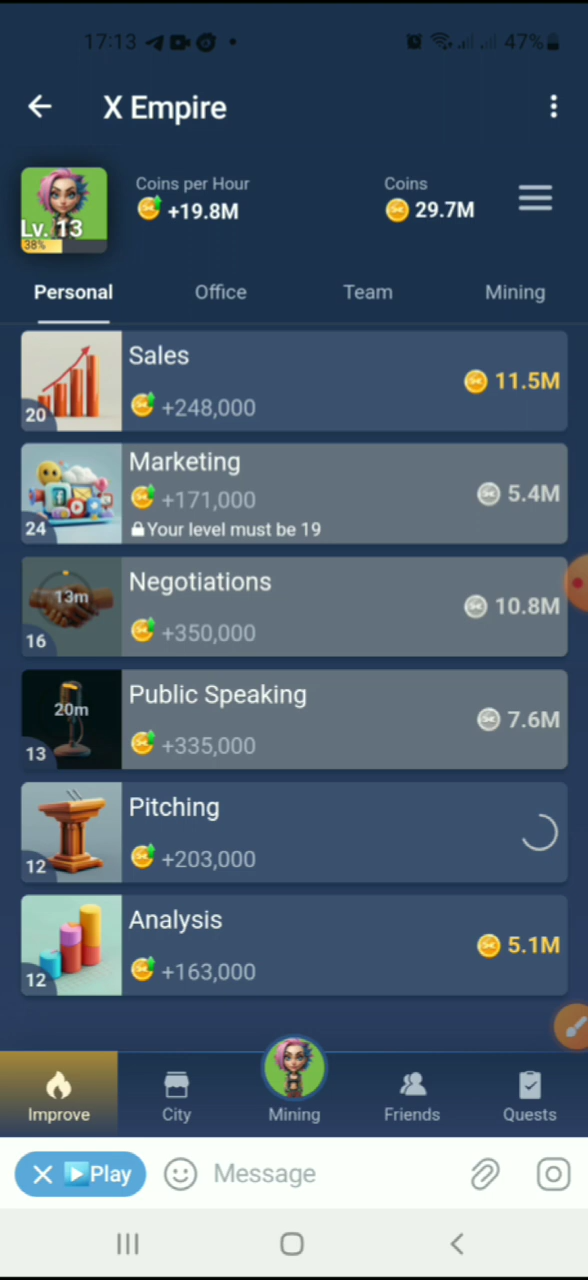 17:13
47%
X Empire
Coins per Hour
+19.8M
Coins
29.7M
Lv. 13
38%
Personal
Office
Team
Mining
Sales
+248,000
11.5M
20
Marketing
+171,000
Your level must be 19
5.4M
24
Negotiations
13m
+350,000
10.8M
16
Public Speaking
20m
+335,000
7.6M
13
Pitching
+203,000
12
Analysis
+163,000
5.1M
12
Improve
City
Mining
Friends
Quests
Play
Message